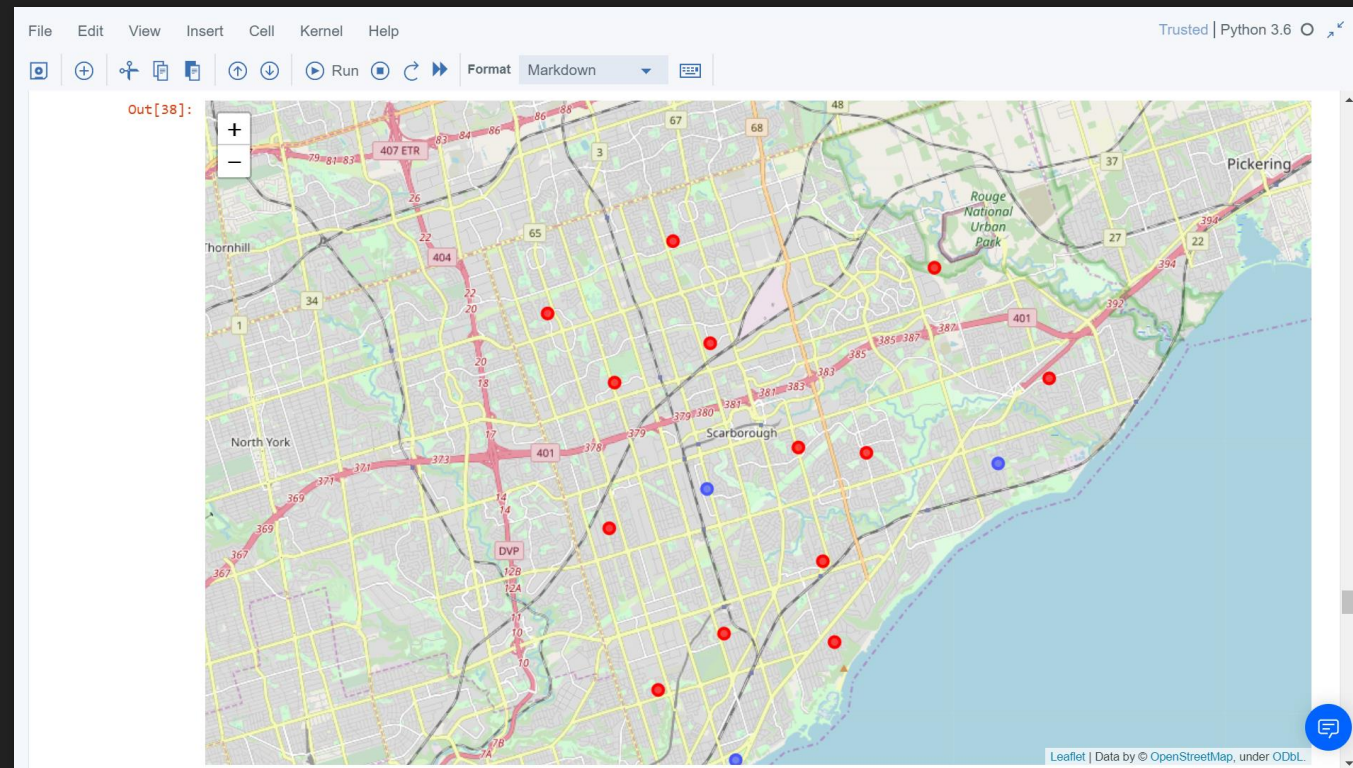 File Edit View Insert Cell Kernel Help
Trusted | Python 3.6
Run
Format Markdown
Out[38]:
+
−
48
88
86
86
84
83
79 81 83
407 ETR
67
68
3
37
Pickering
26
Rouge
National
Urban
Park
394
22
65
27
22
Thornhill
404
394
22
20
34
392
1
401
387
385 387
385
20
18
383
383
381
381
379 380
379
378
17
Scarborough
North York
401
373
371
371
369
369
367
367
14
14
DVP
12B
12A
11
10
10
7B
7A
Leaflet | Data by © OpenStreetMap, under ODbL.